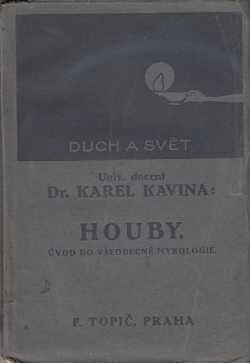 DUCH A SVĚT
Univ. docent
Dr. KAREL KAVINA:
HOUBY.
ÚVOD DO VŠEOBECNÉ MYKOLOGIE.
F. TOPIČ, PRAHA